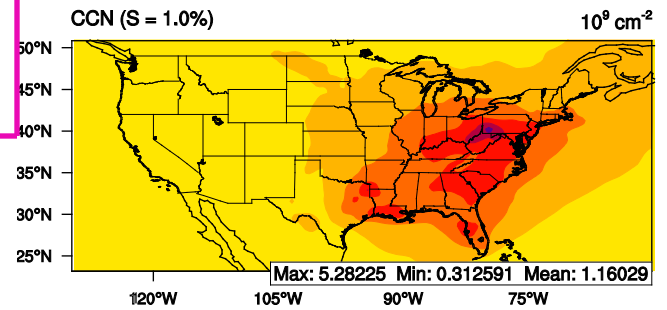 CCN (S = 1.0%) 10⁹ cm⁻²
50°N
45°N
40°N
35°N
30°N
25°N
Max: 5.28225 Min: 0.312591 Mean: 1.16029
120°W 105°W 90°W 75°W